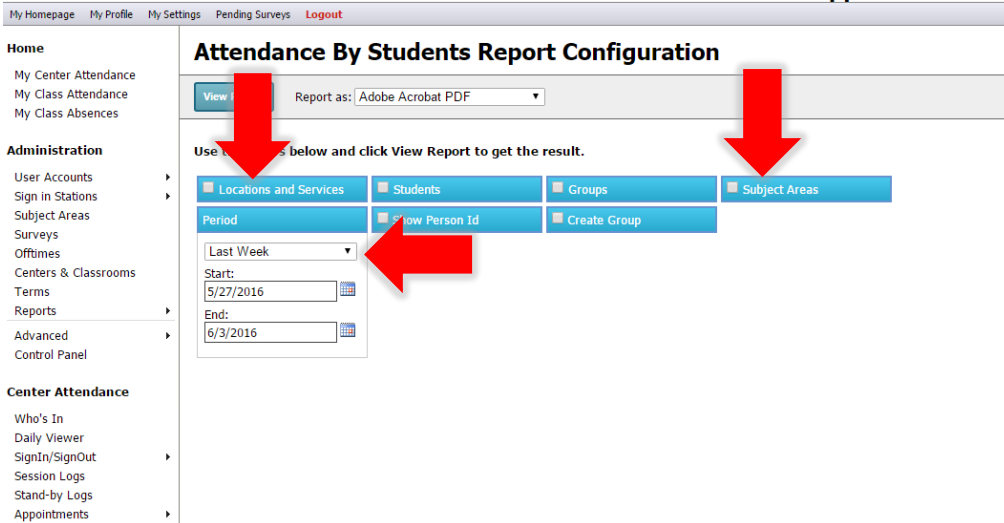 My Homepage My Profile My Settings Pending Surveys Logout
Home
My Center Attendance
My Class Attendance
My Class Absences
Administration
User Accounts
Sign in Stations
Subject Areas
Surveys
Offtimes
Centers & Classrooms
Terms
Reports
Advanced
Control Panel
Center Attendance
Who's In
Daily Viewer
SignIn/SignOut
Session Logs
Stand-by Logs
Appointments
Attendance By Students Report Configuration
View Report as: Adobe Acrobat PDF
Use below and click View Report to get the result.
Locations and Services Students Groups Subject Areas
Period Show Person Id Create Group
Last Week
Start:
5/27/2016
End:
6/3/2016